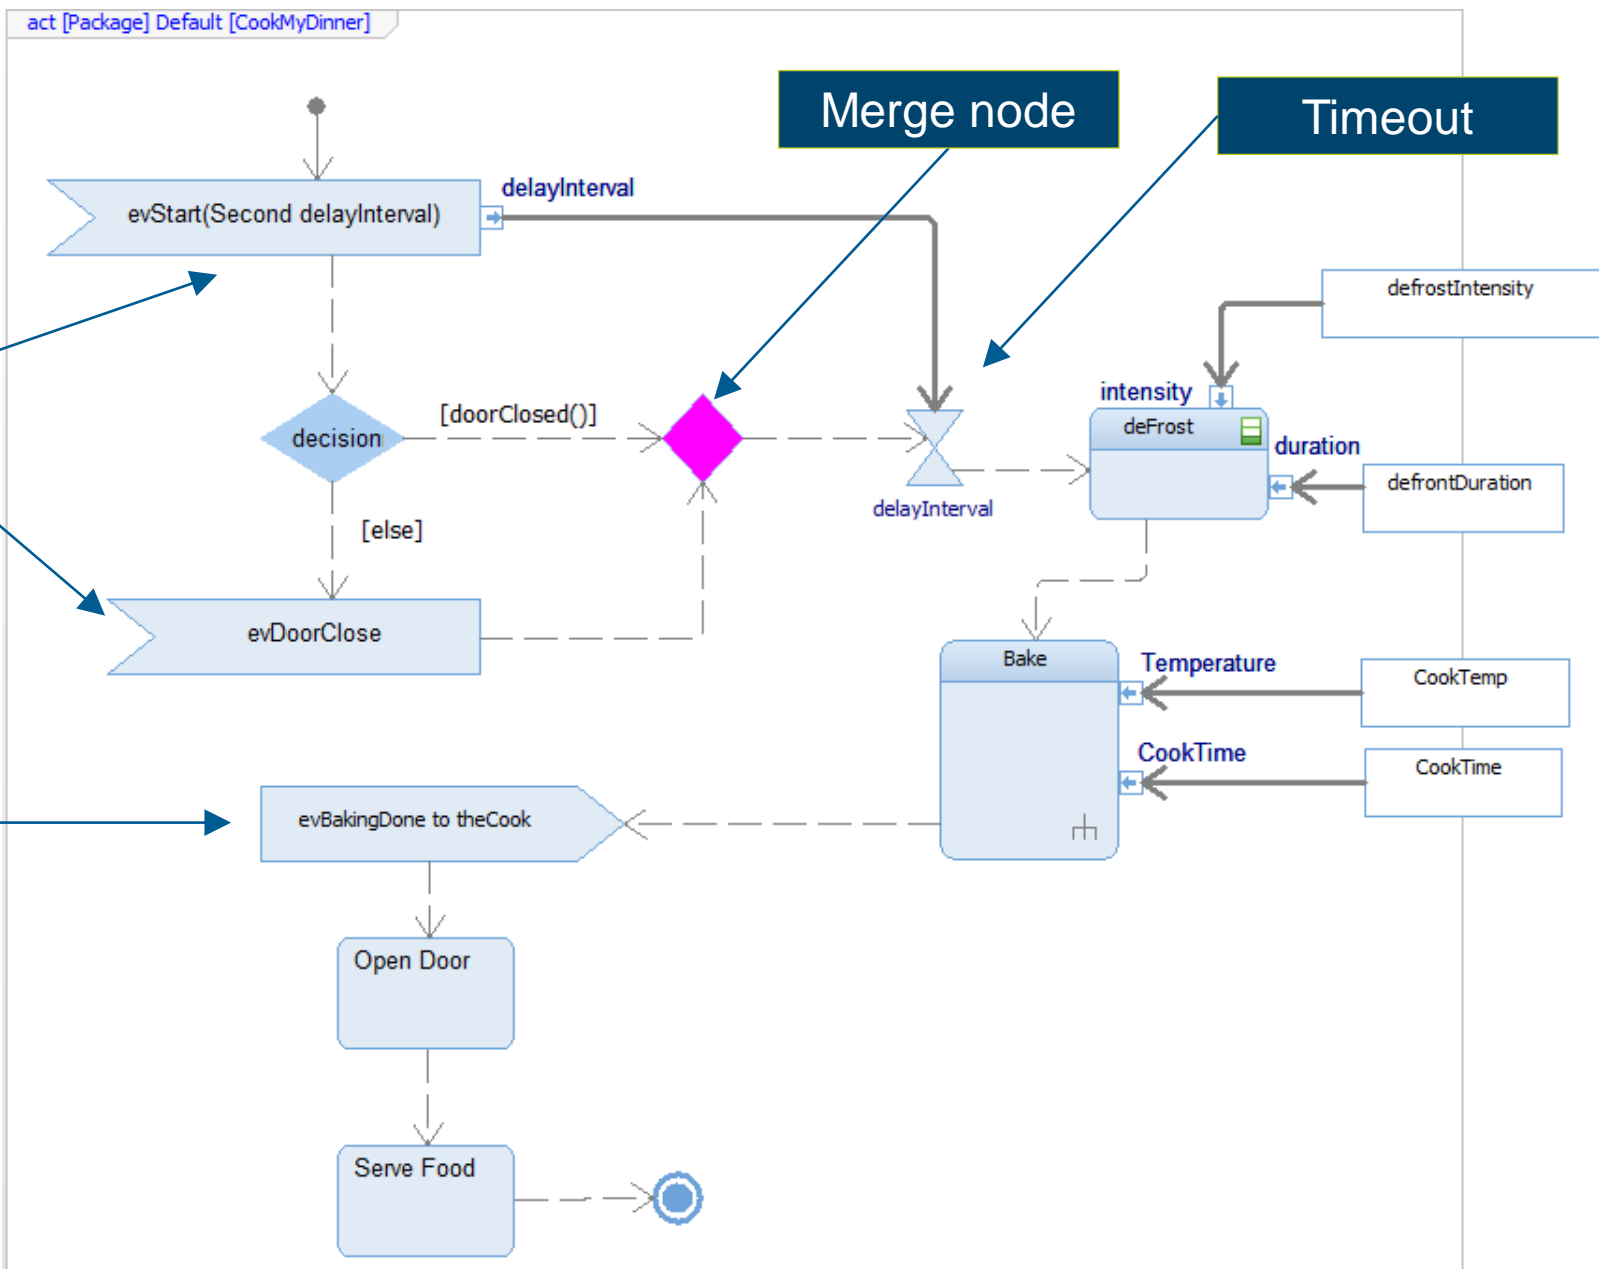 act [Package] Default [CookMyDinner]
Merge node
Timeout
delayInterval
evStart(Second delayInterval)
defrostIntensity
intensity
[doorClosed()]
decision
deFrost
duration
defrontDuration
delayInterval
[else]
evDoorClose
Bake
Temperature
CookTemp
CookTime
CookTime
evBakingDone to theCook
Open Door
Serve Food